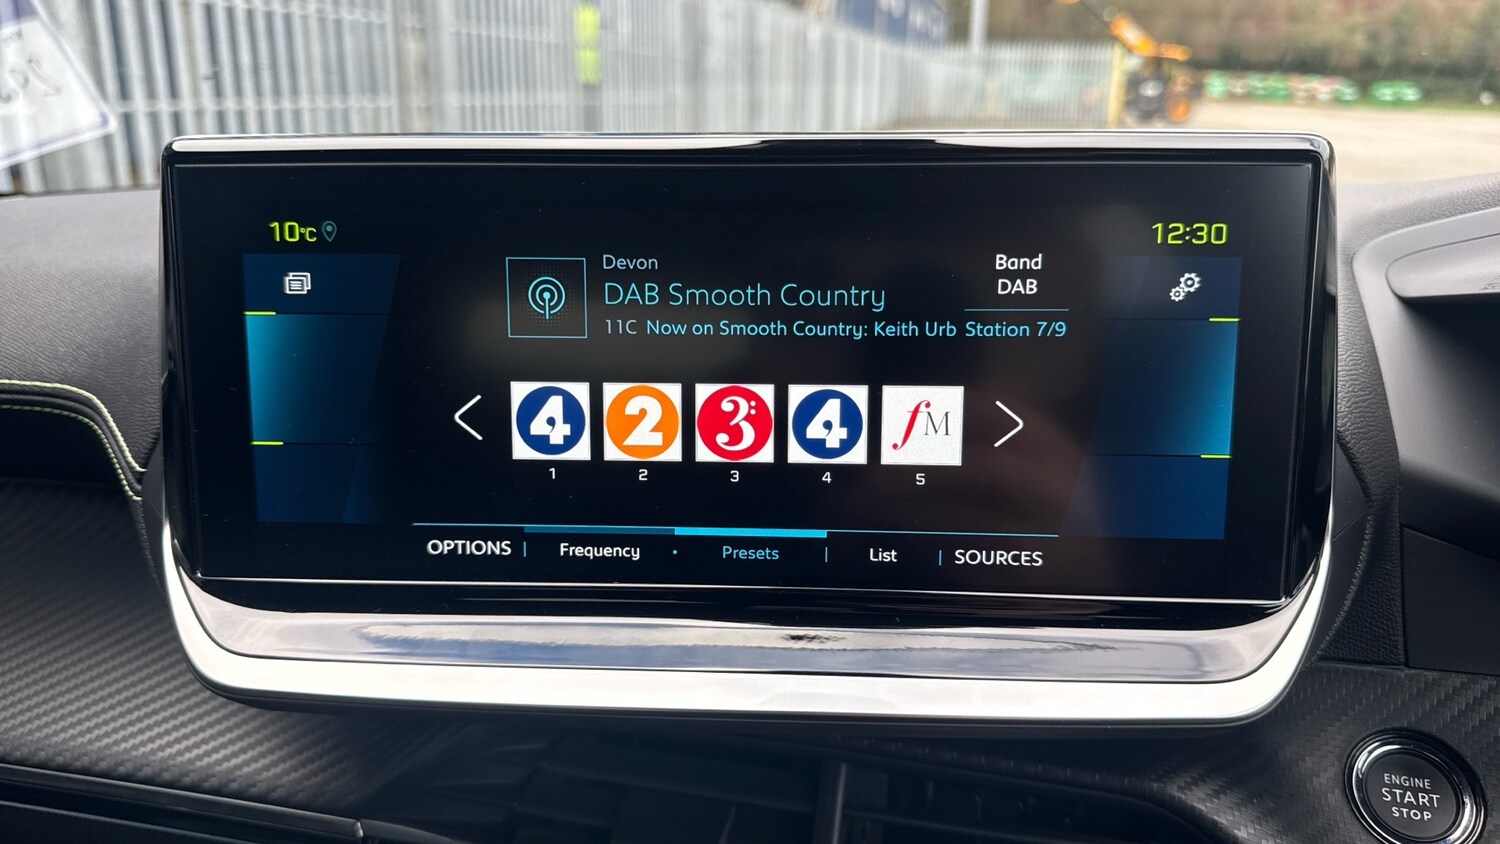 10°C
12:30
Devon
DAB Smooth Country
11C Now on Smooth Country: Keith Urb
Band
DAB
Station 7/9
4
2
3
4
fM
1
2
3
4
5
OPTIONS | Frequency · Presets | List | SOURCES
ENGINE
START
STOP